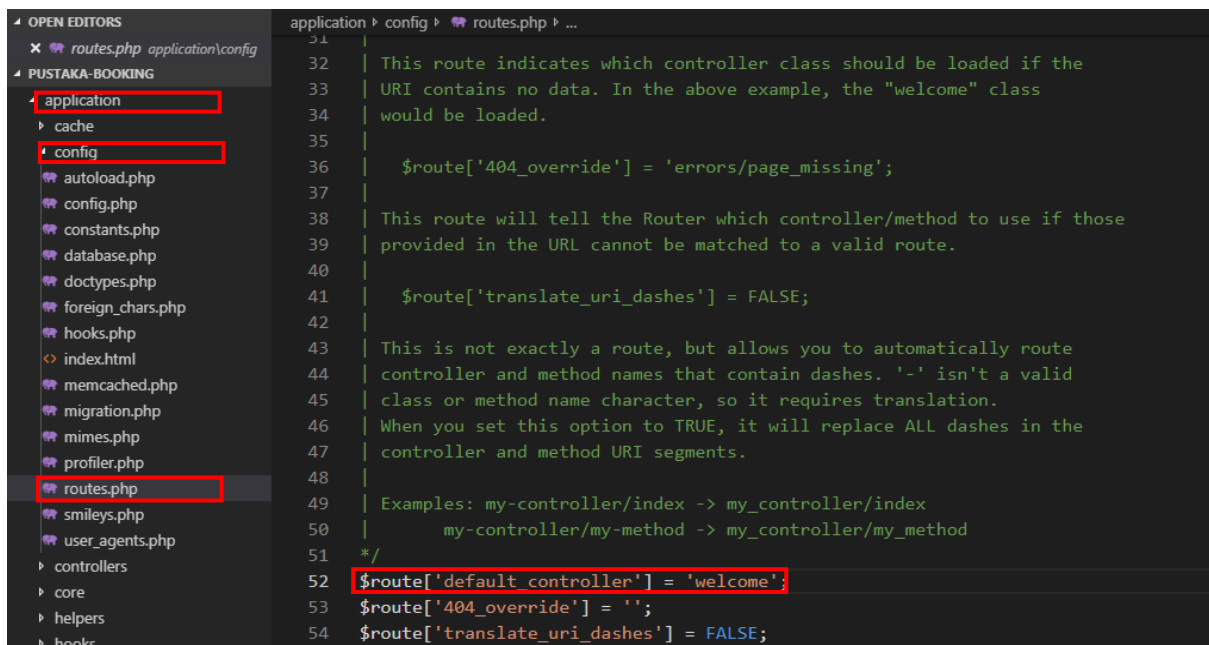 OPEN EDITORS
routes.php application\config
PUSTAKA-BOOKING
application
cache
config
autoload.php
config.php
constants.php
database.php
doctypes.php
foreign_chars.php
hooks.php
index.html
memcached.php
migration.php
mimes.php
profiler.php
routes.php
smileys.php
user_agents.php
controllers
core
helpers
hooks
application config routes.php ...
31 |
32 | This route indicates which controller class should be loaded if the
33 | URI contains no data. In the above example, the "welcome" class
34 | would be loaded.
35 |
36 | $route['404_override'] = 'errors/page_missing';
37 |
38 | This route will tell the Router which controller/method to use if those
39 | provided in the URL cannot be matched to a valid route.
40 |
41 | $route['translate_uri_dashes'] = FALSE;
42 |
43 | This is not exactly a route, but allows you to automatically route
44 | controller and method names that contain dashes. '-' isn't a valid
45 | class or method name character, so it requires translation.
46 | When you set this option to TRUE, it will replace ALL dashes in the
47 | controller and method URI segments.
48 |
49 | Examples: my-controller/index -> my_controller/index
50 | my-controller/my-method -> my_controller/my_method
51 */
52 $route['default_controller'] = 'welcome';
53 $route['404_override'] = '';
54 $route['translate_uri_dashes'] = FALSE;